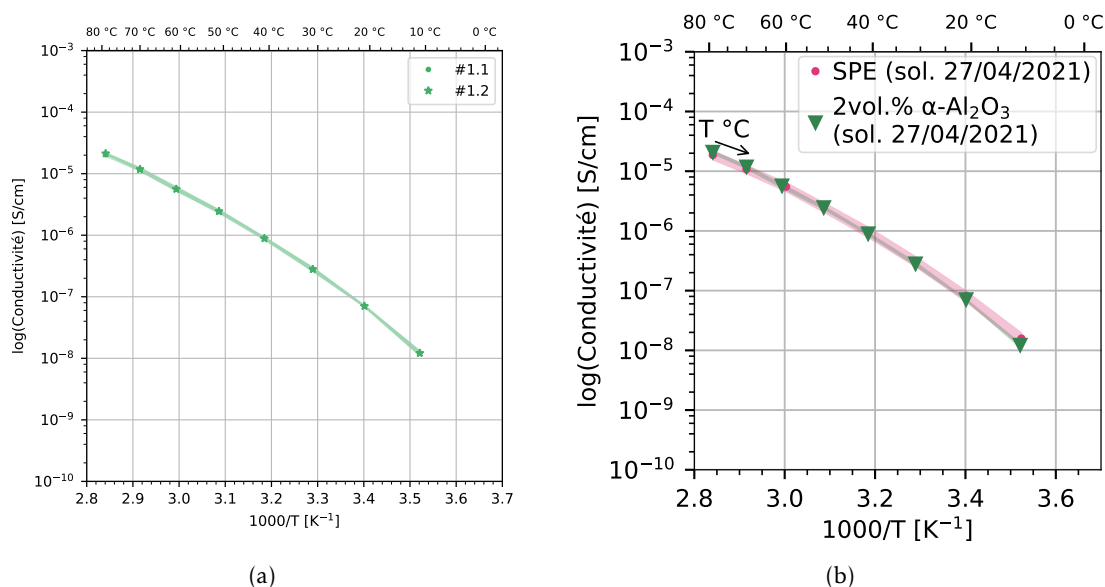 80 °C 70 °C 60 °C 50 °C 40 °C 30 °C 20 °C 10 °C 0 °C
10⁻³
10⁻⁴
10⁻⁵
10⁻⁶
10⁻⁷
10⁻⁸
10⁻⁹
10⁻¹⁰
log(Conductivité) [S/cm]
#1.1
#1.2
2.8 2.9 3.0 3.1 3.2 3.3 3.4 3.5 3.6 3.7
1000/T [K⁻¹]
(a)
80 °C 60 °C 40 °C 20 °C 0 °C
10⁻³
10⁻⁴
10⁻⁵
10⁻⁶
10⁻⁷
10⁻⁸
10⁻⁹
10⁻¹⁰
log(Conductivité) [S/cm]
SPE (sol. 27/04/2021)
2vol.% α-Al₂O₃
(sol. 27/04/2021)
T °C
2.8 3.0 3.2 3.4 3.6
1000/T [K⁻¹]
(b)